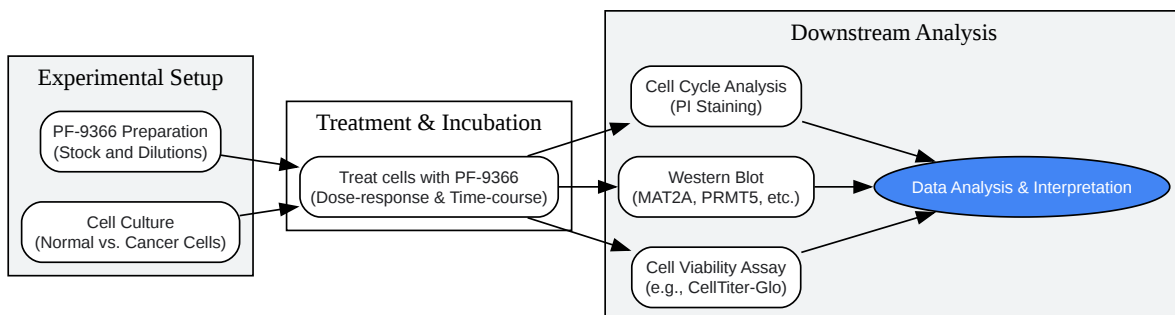 Experimental Setup
PF-9366 Preparation
(Stock and Dilutions)
Cell Culture
(Normal vs. Cancer Cells)
Treatment & Incubation
Treat cells with PF-9366
(Dose-response & Time-course)
Downstream Analysis
Cell Cycle Analysis
(PI Staining)
Western Blot
(MAT2A, PRMT5, etc.)
Cell Viability Assay
(e.g., CellTiter-Glo)
Data Analysis & Interpretation